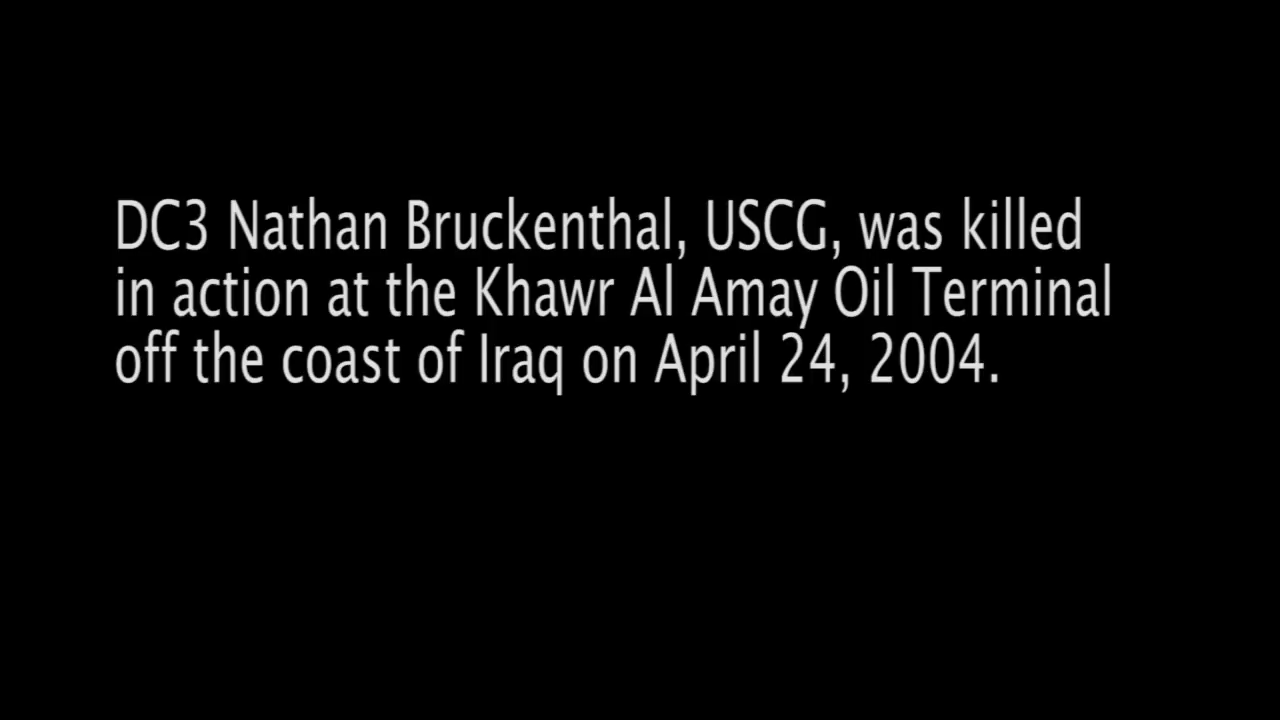 DC3 Nathan Bruckenthal, USCG, was killed
in action at the Khawr Al Amay Oil Terminal
off the coast of Iraq on April 24, 2004.